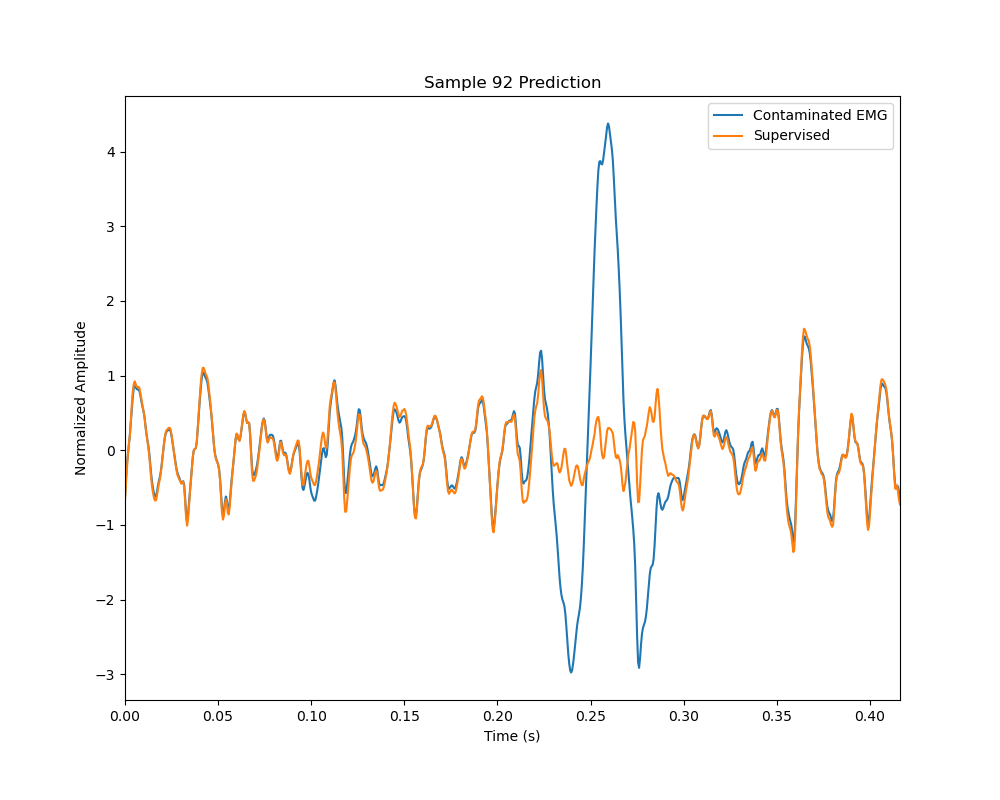 Sample 92 Prediction
Contaminated EMG
Supervised
Normalized Amplitude
4
3
2
1
0
−1
−2
−3
0.00 0.05 0.10 0.15 0.20 0.25 0.30 0.35 0.40
Time (s)